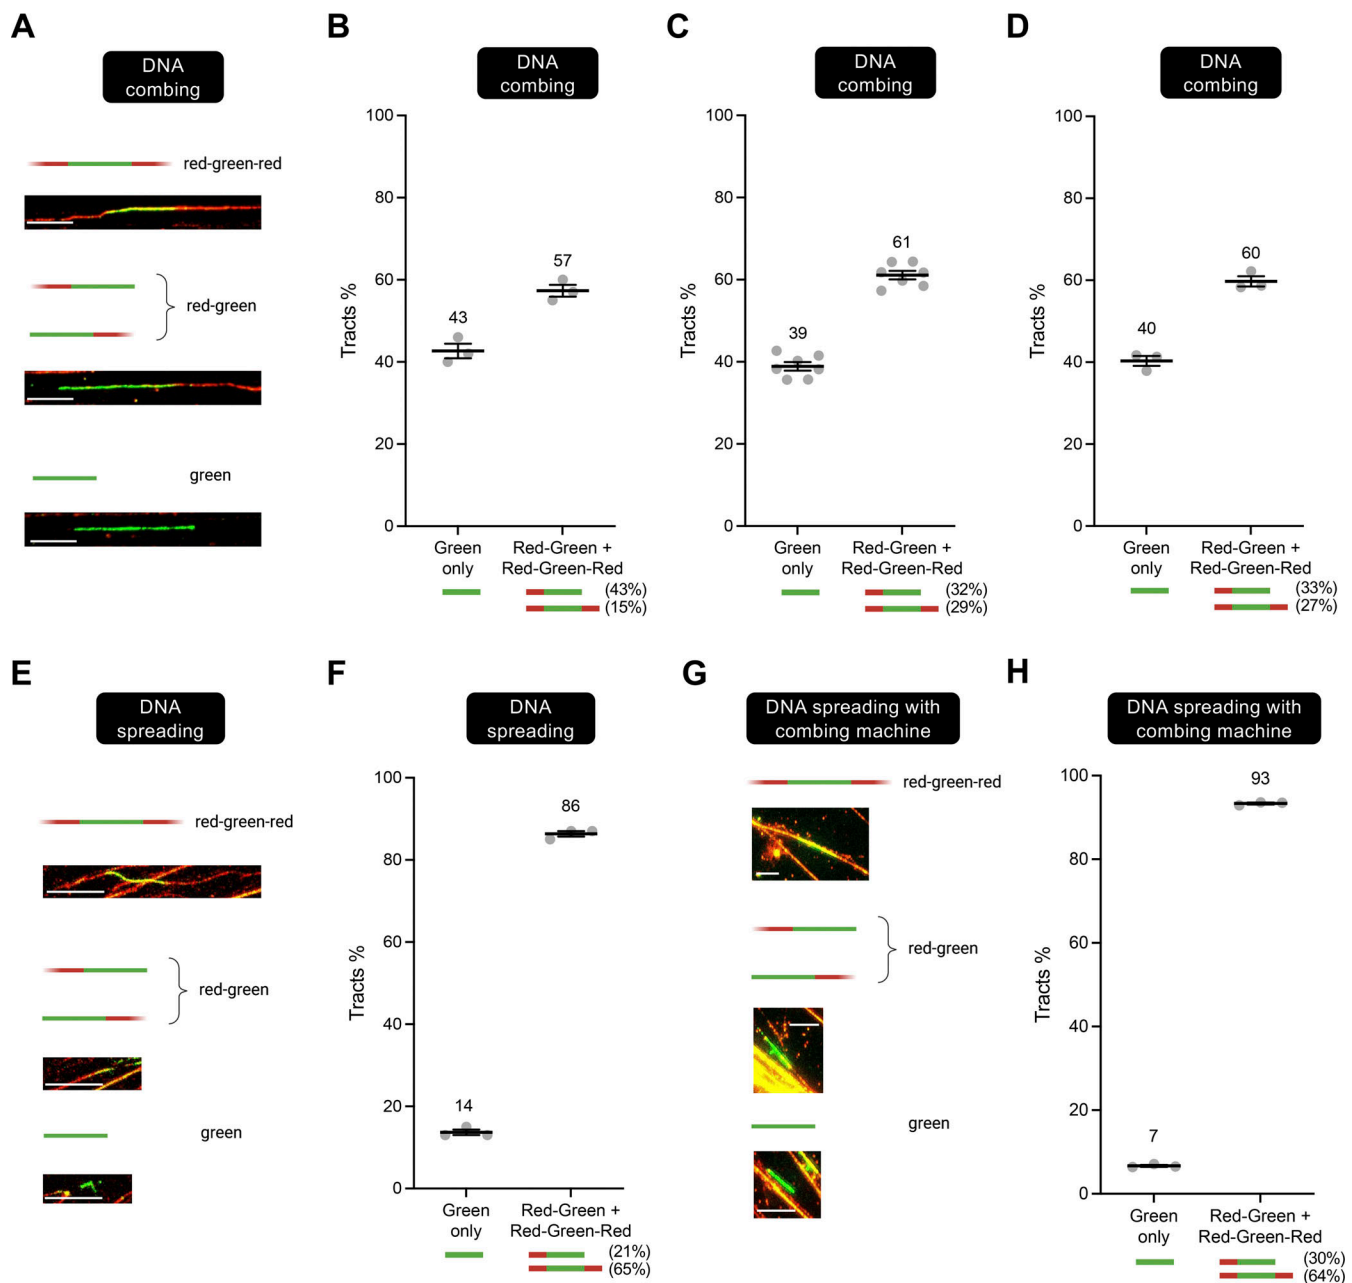 A
DNA
combing
red-green-red
red-green
green
B
DNA
combing
Tracts %
100
80
60
40
20
0
43
57
Green
only
Red-Green +
Red-Green-Red
(43%)
(15%)
C
DNA
combing
Tracts %
100
80
60
40
20
0
39
61
Green
only
Red-Green +
Red-Green-Red
(32%)
(29%)
D
DNA
combing
Tracts %
100
80
60
40
20
0
40
60
Green
only
Red-Green +
Red-Green-Red
(33%)
(27%)
E
DNA
spreading
red-green-red
red-green
green
F
DNA
spreading
Tracts %
100
80
60
40
20
0
14
86
Green
only
Red-Green +
Red-Green-Red
(21%)
(65%)
G
DNA spreading with
combing machine
red-green-red
red-green
green
H
DNA spreading with
combing machine
Tracts %
100
80
60
40
20
0
7
93
Green
only
Red-Green +
Red-Green-Red
(30%)
(64%)